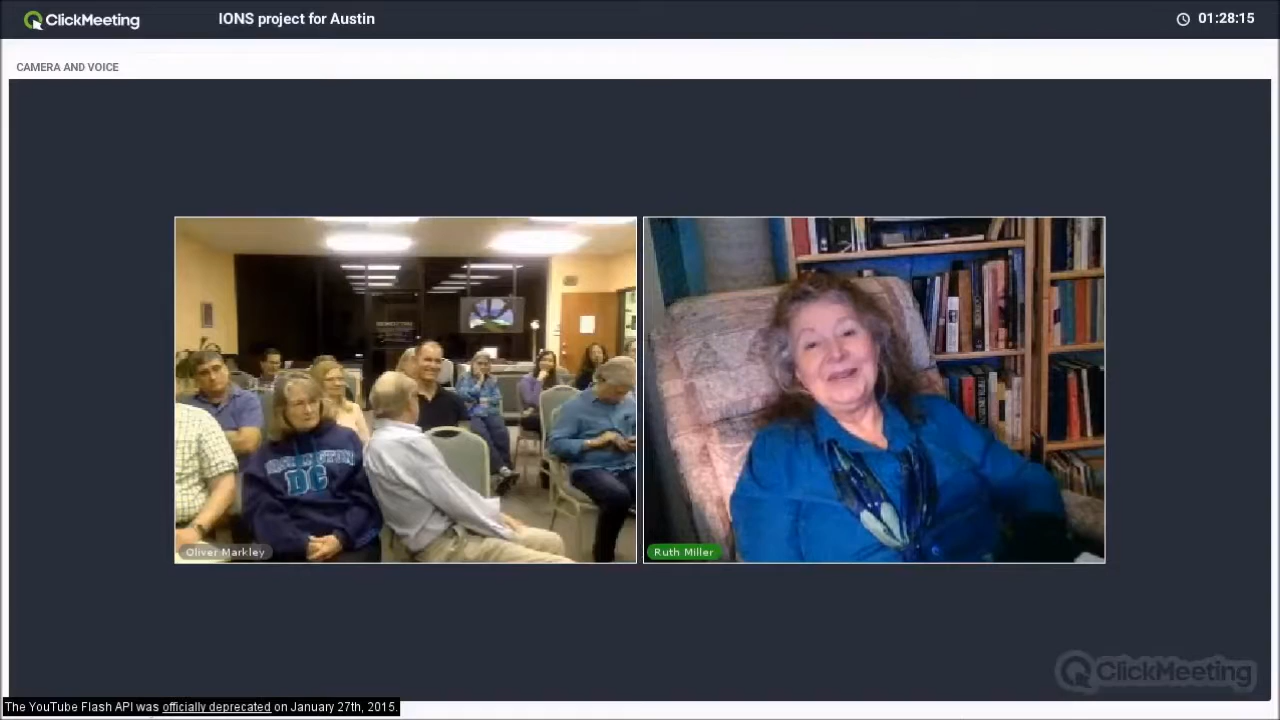 ClickMeeting
IONS project for Austin
01:28:15
CAMERA AND VOICE
DC
Oliver Markley
Ruth Miller
ClickMeeting
The YouTube Flash API was officially deprecated on January 27th, 2015.